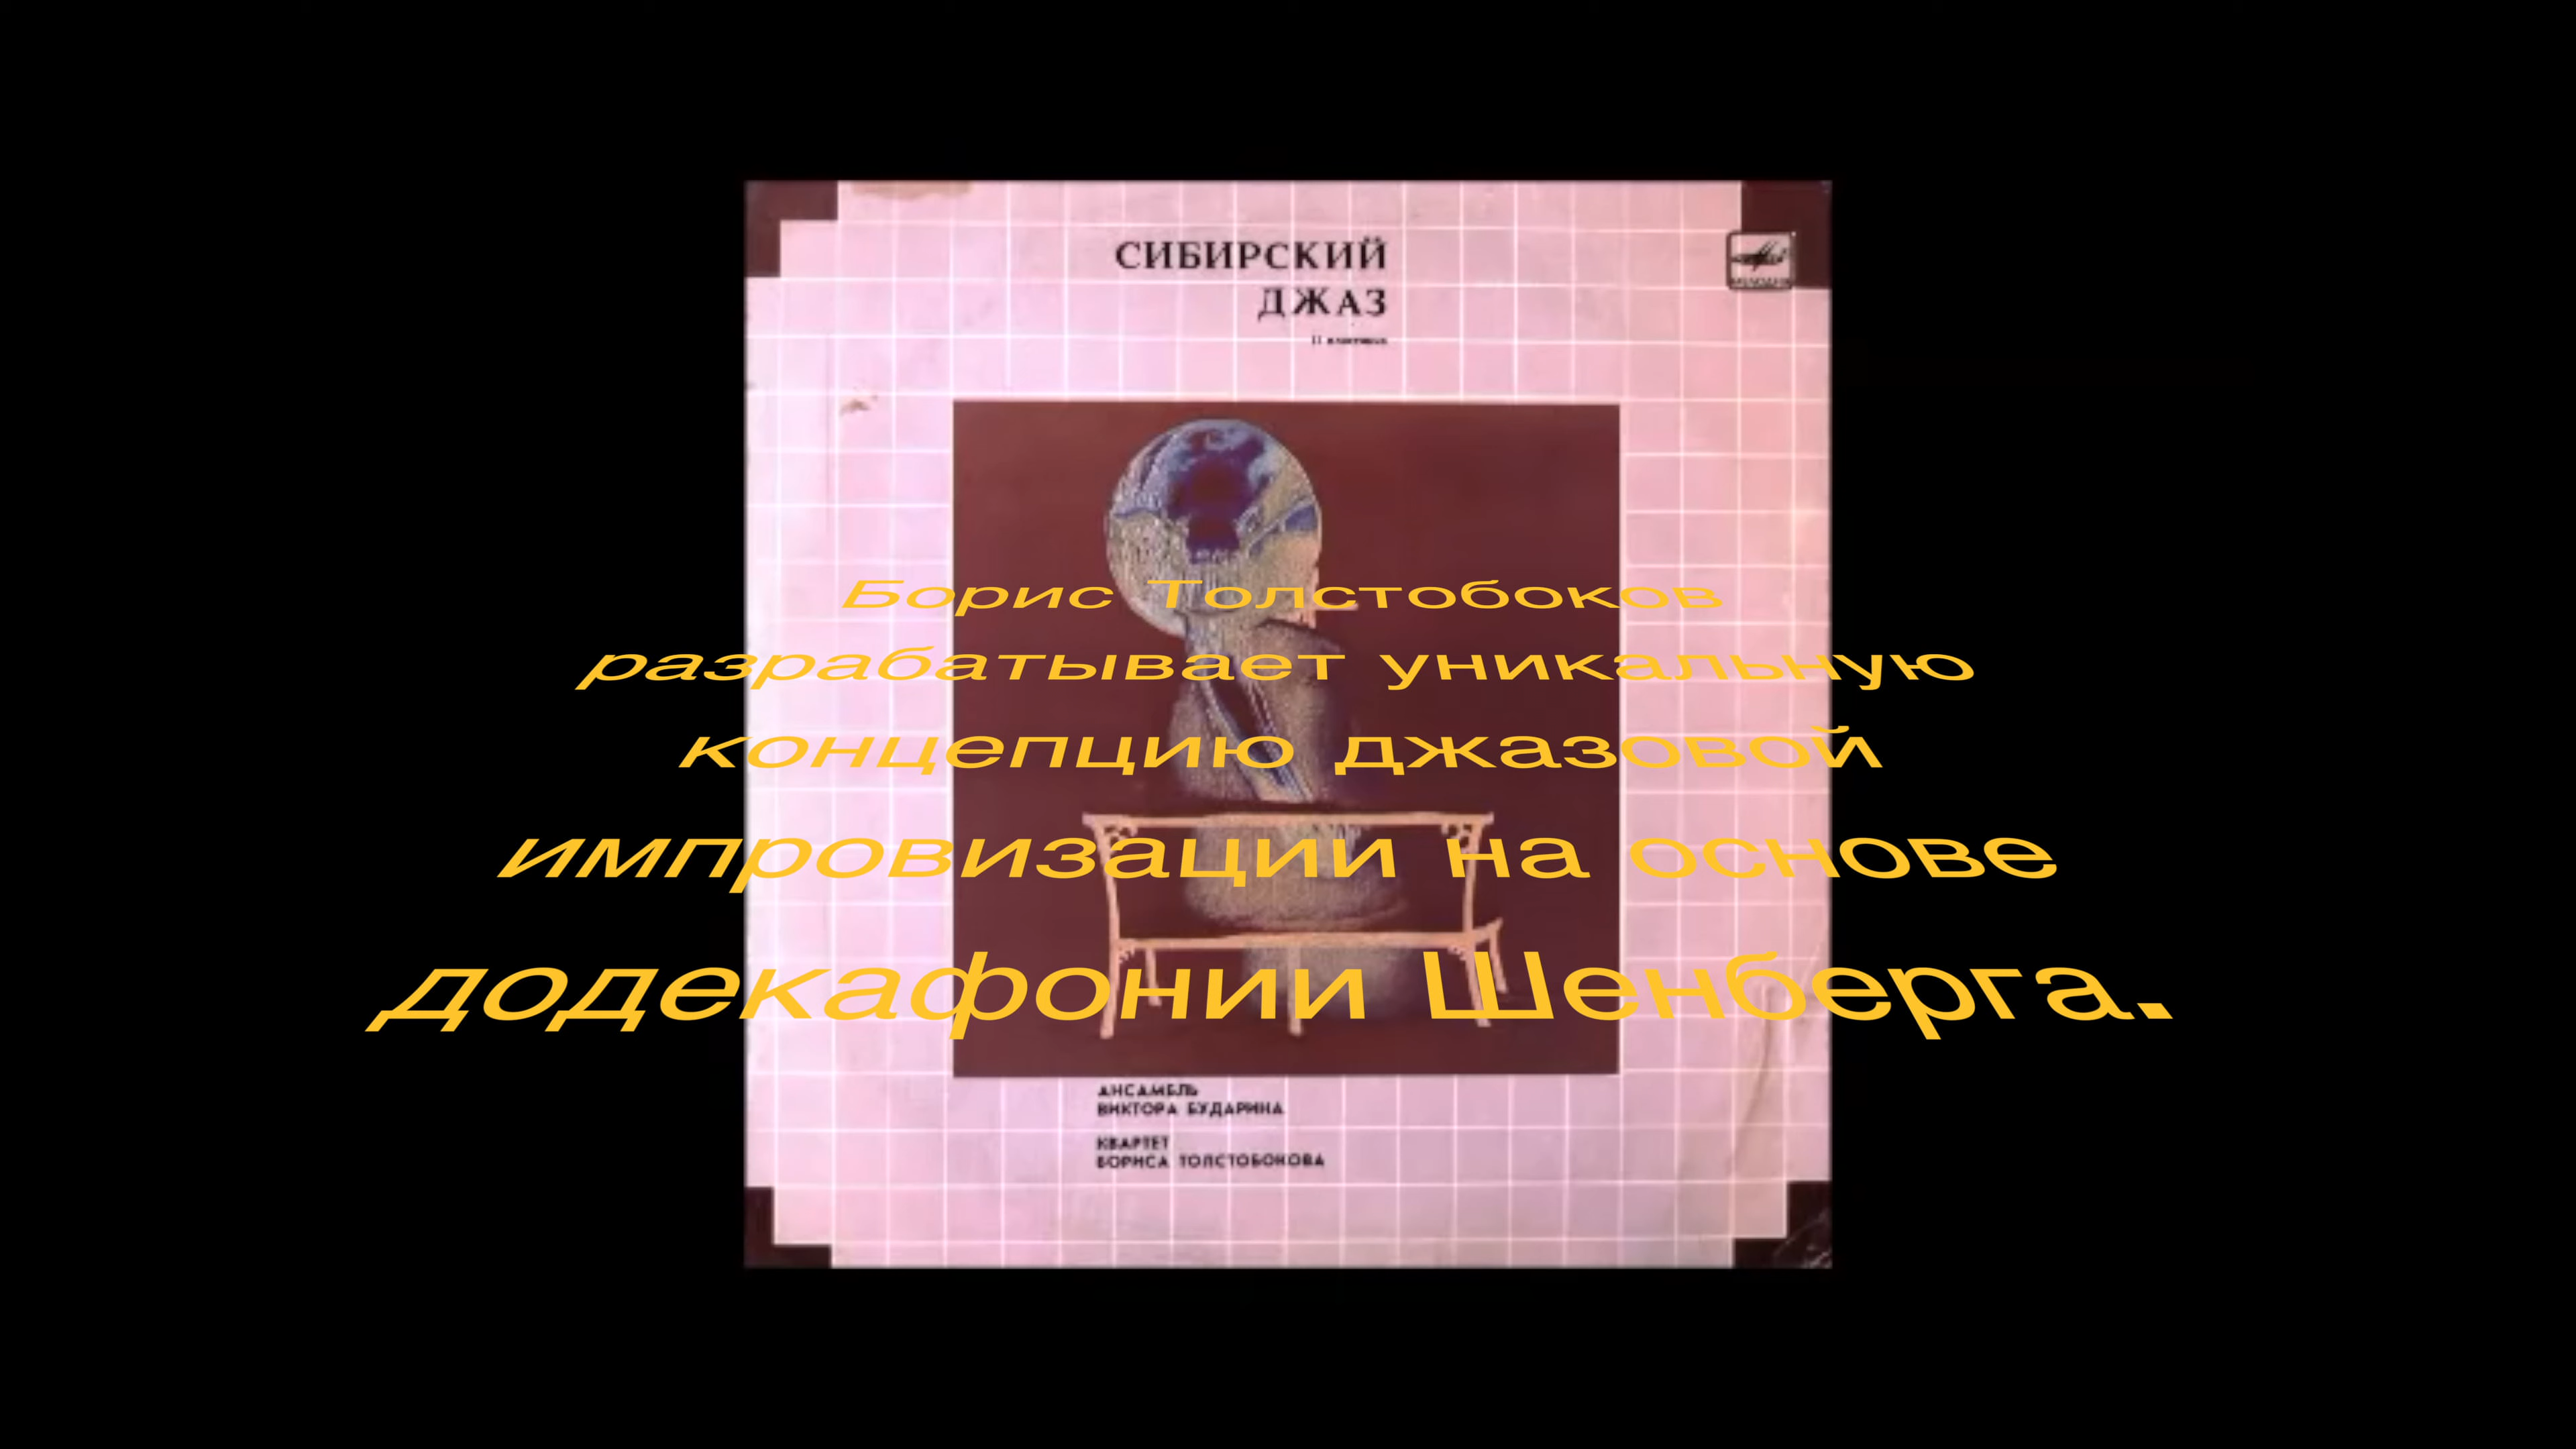 СИБИРСКИЙ
ДЖАЗ
Борис Толстобоков
разрабатывает уникальную
концепцию джазовой
импровизации на основе
додекафонии Шенберга.
АНСАМБЛЬ
ВИКТОРА БУДАРИНА
КВАРТЕТ
БОРИСА ТОЛСТОБОКОВА